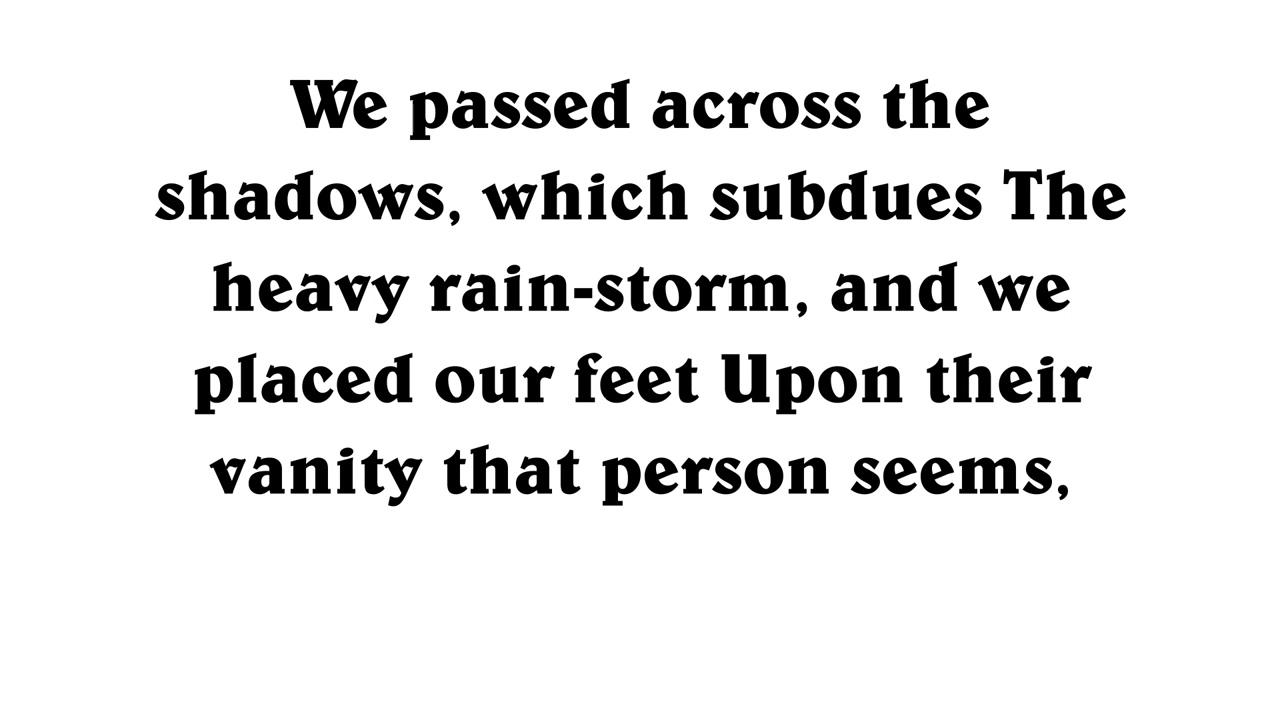 We passed across the
shadows, which subdues The
heavy rain-storm, and we
placed our feet Upon their
vanity that person seems,